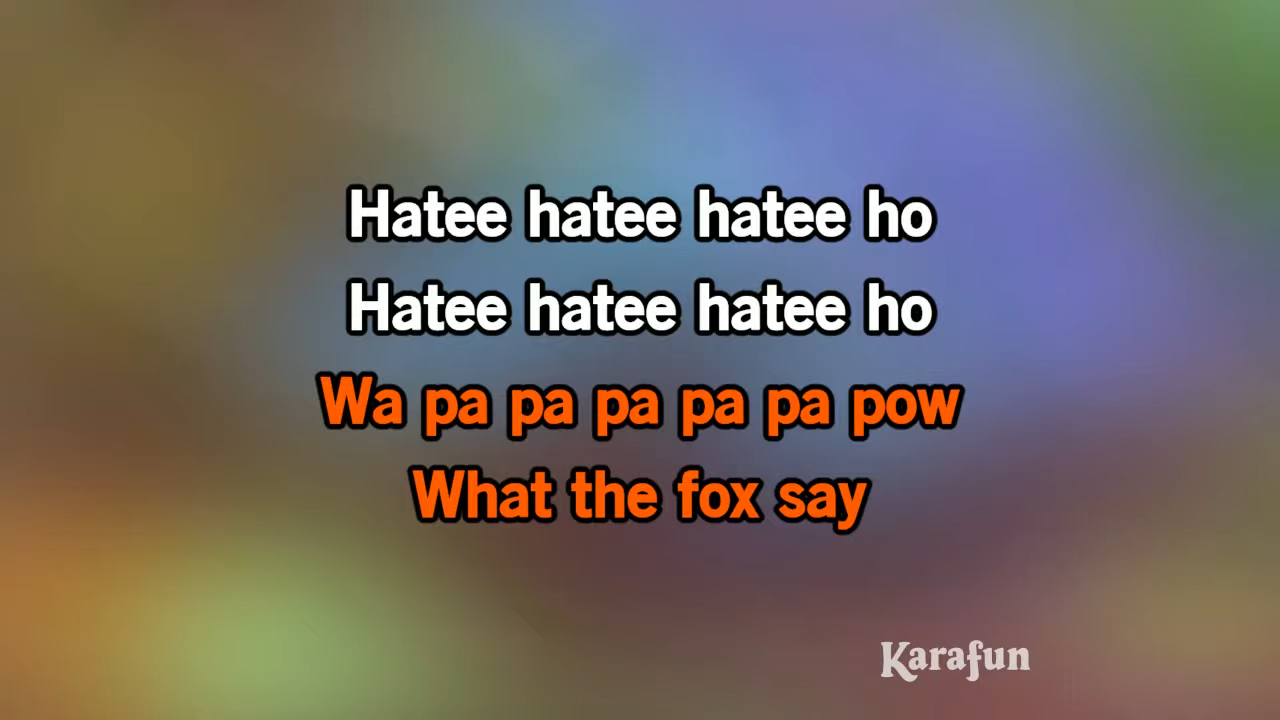 Hatee hatee hatee ho
Hatee hatee hatee ho
Wa pa pa pa pa pa pow
What the fox say
Karafun